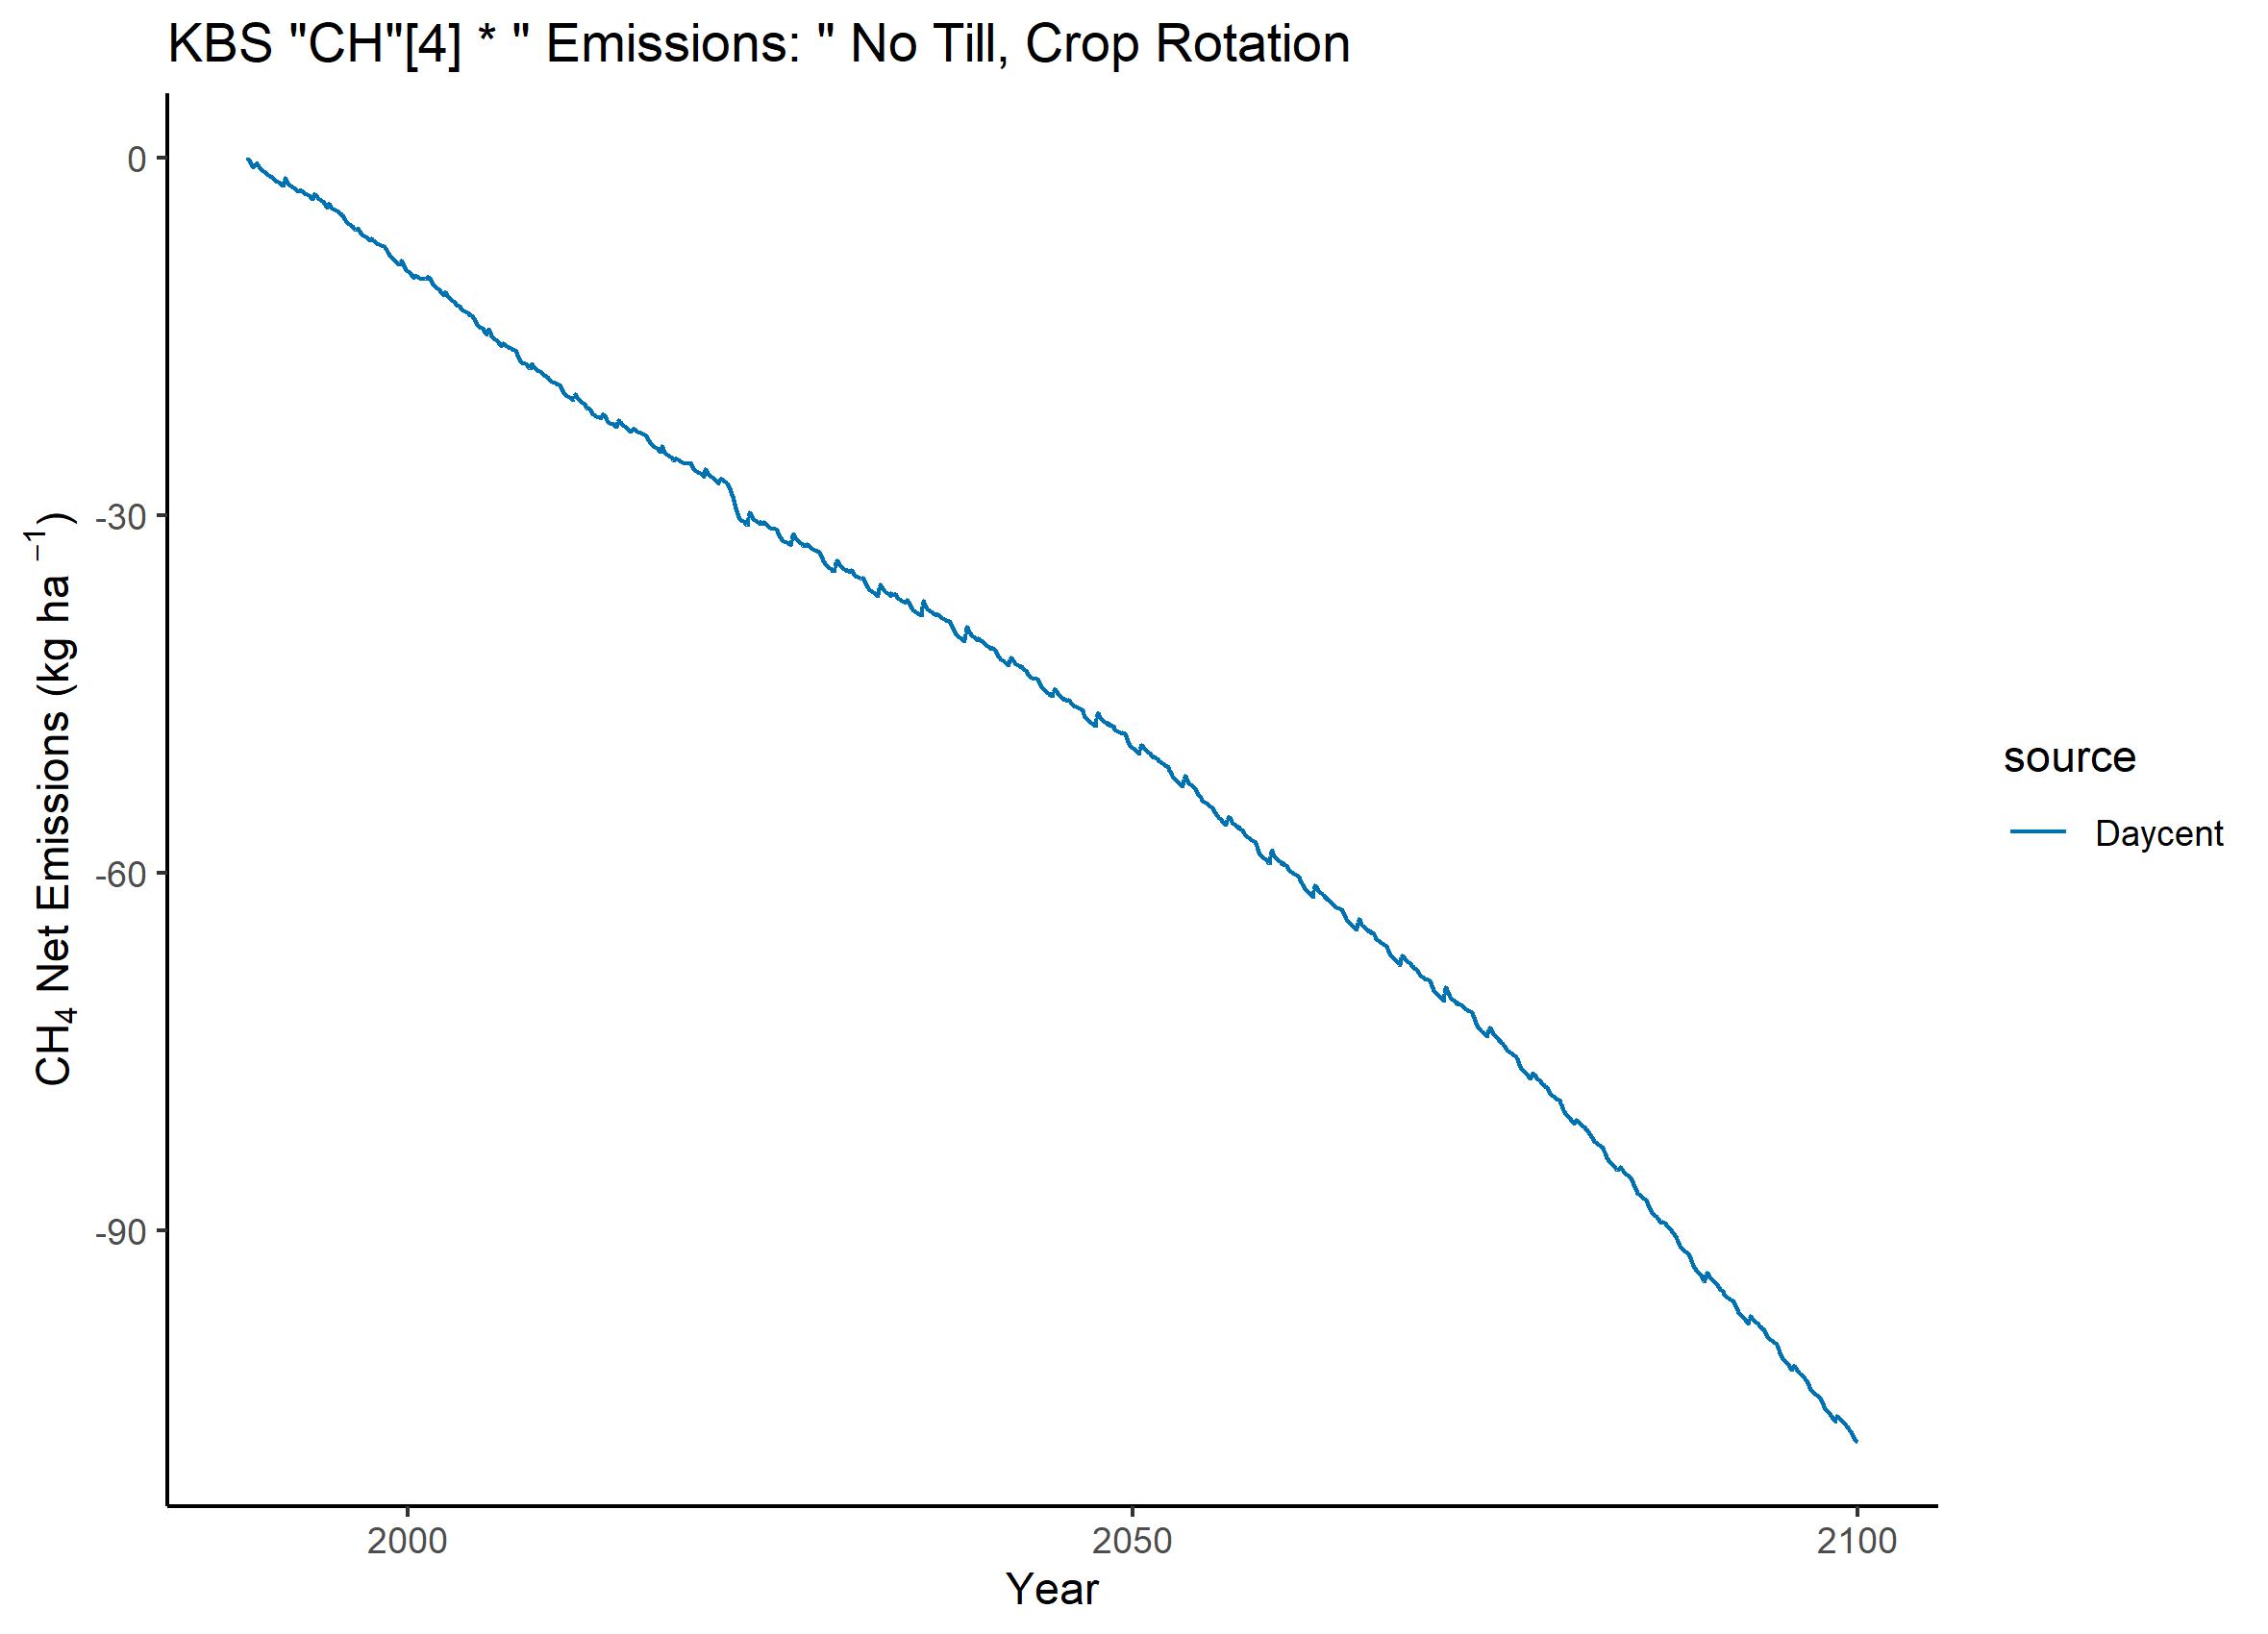 KBS "CH"[4] * " Emissions: " No Till, Crop Rotation
CH₄ Net Emissions (kg ha ⁻¹)
0
-30
-60
-90
2000
2050
2100
Year
source
Daycent